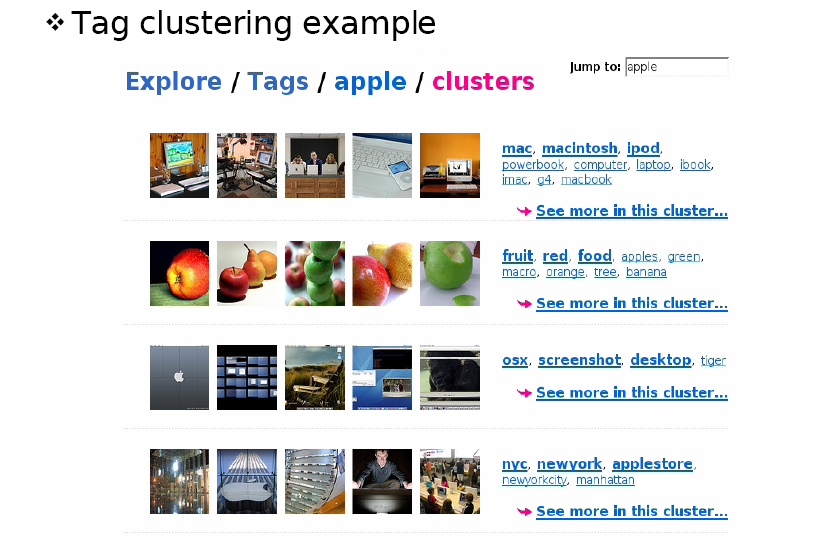 ❖ Tag clustering example
Jump to: apple
Explore / Tags / apple / clusters
mac, macintosh, ipod,
powerbook, computer, laptop, ibook,
imac, g4, macbook
See more in this cluster...
fruit, red, food, apples, green,
macro, orange, tree, banana
See more in this cluster...
osx, screenshot, desktop, tiger
See more in this cluster...
nyc, newyork, applestore,
newyorkcity, manhattan
See more in this cluster...